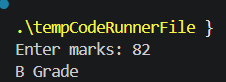 .\tempCodeRunnerFile }
Enter marks: 82
B Grade